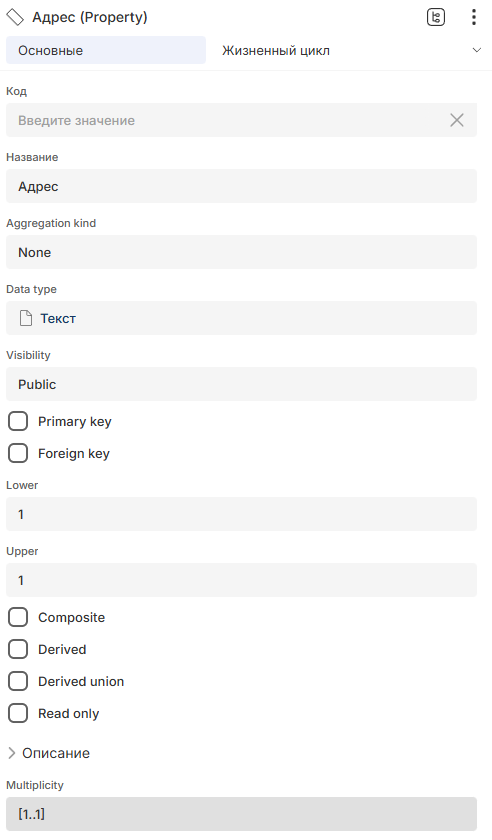 Адрес (Property)
Основные
Жизненный цикл
Код
Введите значение
Название
Адрес
Aggregation kind
None
Data type
Текст
Visibility
Public
Primary key
Foreign key
Lower
1
Upper
1
Composite
Derived
Derived union
Read only
Описание
Multiplicity
[1..1]